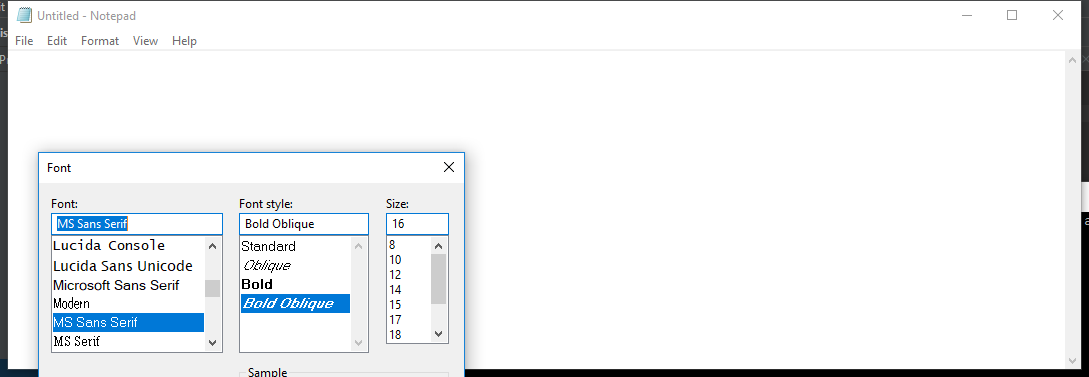 Untitled - Notepad
File Edit Format View Help
Font
Font: Font style: Size:
MS Sans Serif Bold Oblique 16
Lucida Console
Lucida Sans Unicode
Microsoft Sans Serif
Modern
MS Sans Serif
MS Serif
Standard
Oblique
Bold
Bold Oblique
8
10
12
14
15
17
18
Sample